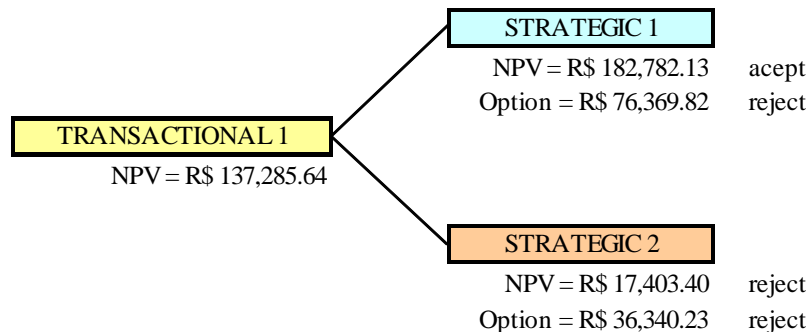 STRATEGIC 1
NPV = R$ 182,782.13 acept
Option = R$ 76,369.82 reject
TRANSACTIONAL 1
NPV = R$ 137,285.64
STRATEGIC 2
NPV = R$ 17,403.40 reject
Option = R$ 36,340.23 reject